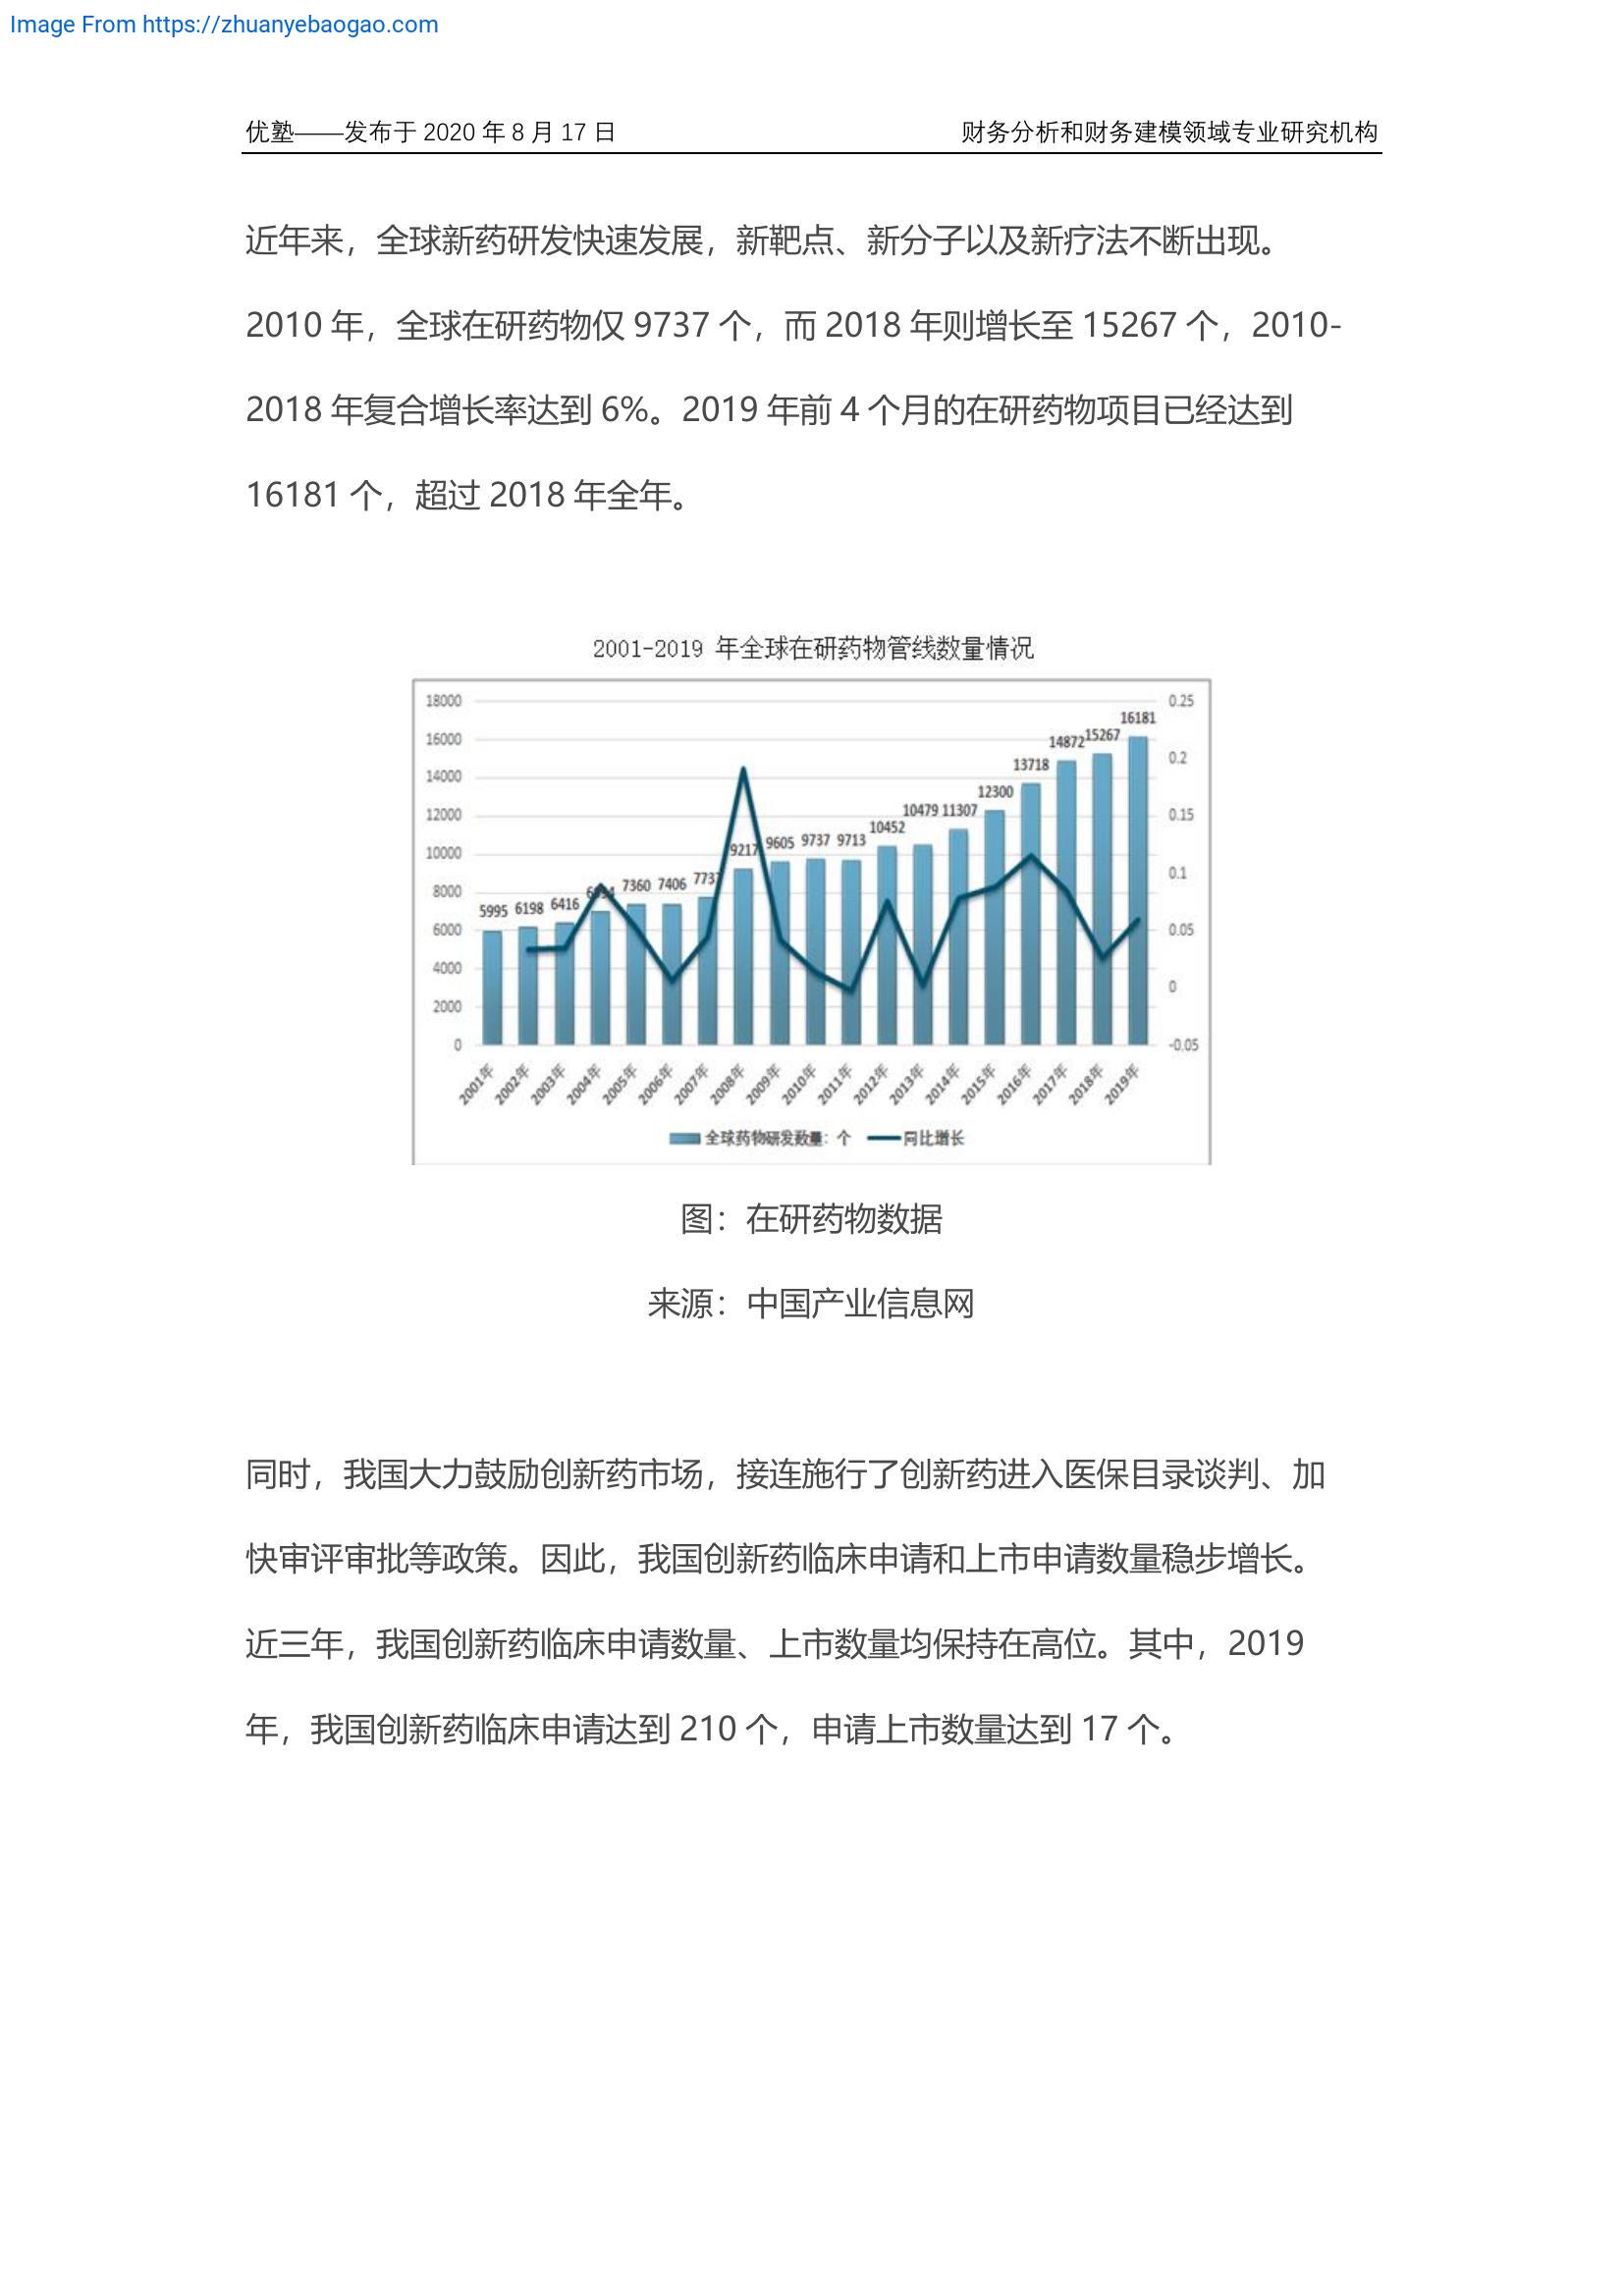 Image From https://zhuanyebaogao.com
优塾——发布于 2020 年 8 月 17 日
财务分析和财务建模领域专业研究机构
近年来，全球新药研发快速发展，新靶点、新分子以及新疗法不断出现。
2010 年，全球在研药物仅 9737 个，而 2018 年则增长至 15267 个，2010-
2018 年复合增长率达到 6%。2019 年前 4 个月的在研药物项目已经达到
16181 个，超过 2018 年全年。
2001-2019 年全球在研药物管线数量情况
18000
16000
14000
12000
10000
8000
6000
4000
2000
0
5995 6198 6416 7360 7406 7737 9217 9605 9737 9713 10452 10479 11307 12300 13718 14872 15267 16181
0.25
0.2
0.15
0.1
0.05
0
-0.05
2001年 2002年 2003年 2004年 2005年 2006年 2007年 2008年 2009年 2010年 2011年 2012年 2013年 2014年 2015年 2016年 2017年 2018年 2019年
全球药物研发数量：个 同比增长
图：在研药物数据
来源：中国产业信息网
同时，我国大力鼓励创新药市场，接连施行了创新药进入医保目录谈判、加
快审评审批等政策。因此，我国创新药临床申请和上市申请数量稳步增长。
近三年，我国创新药临床申请数量、上市数量均保持在高位。其中，2019
年，我国创新药临床申请达到 210 个，申请上市数量达到 17 个。